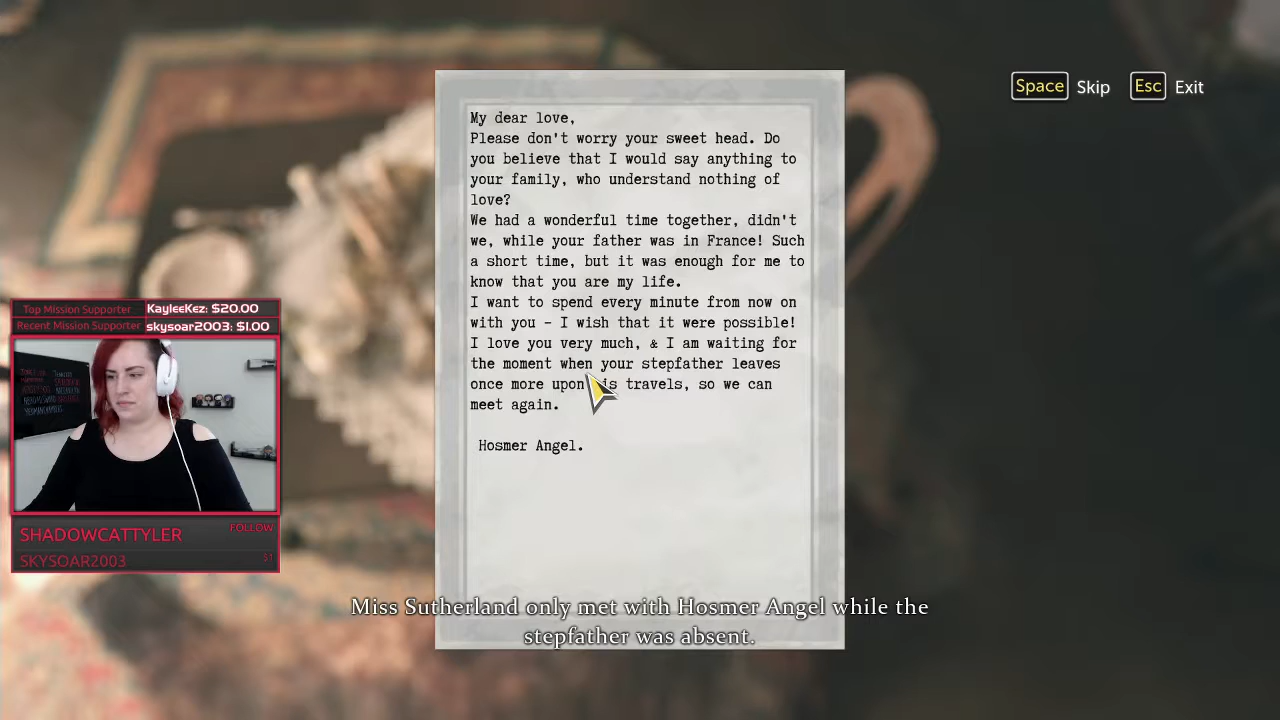 Space Skip Esc Exit
My dear love,
Please don't worry your sweet head. Do
you believe that I would say anything to
your family, who understand nothing of
love?
We had a wonderful time together, didn't
we, while your father was in France! Such
a short time, but it was enough for me to
know that you are my life.
I want to spend every minute from now on
with you - I wish that it were possible!
I love you very much, & I am waiting for
the moment when your stepfather leaves
once more upon is travels, so we can
meet again.
Hosmer Angel.
Top Mission Supporter KayleeKez: $20.00
Recent Mission Supporter skysoar2003: $1.00
SHADOWCATTYLER FOLLOW
SKYSOAR2003 $1
Miss Sutherland only met with Hosmer Angel while the
stepfather was absent.